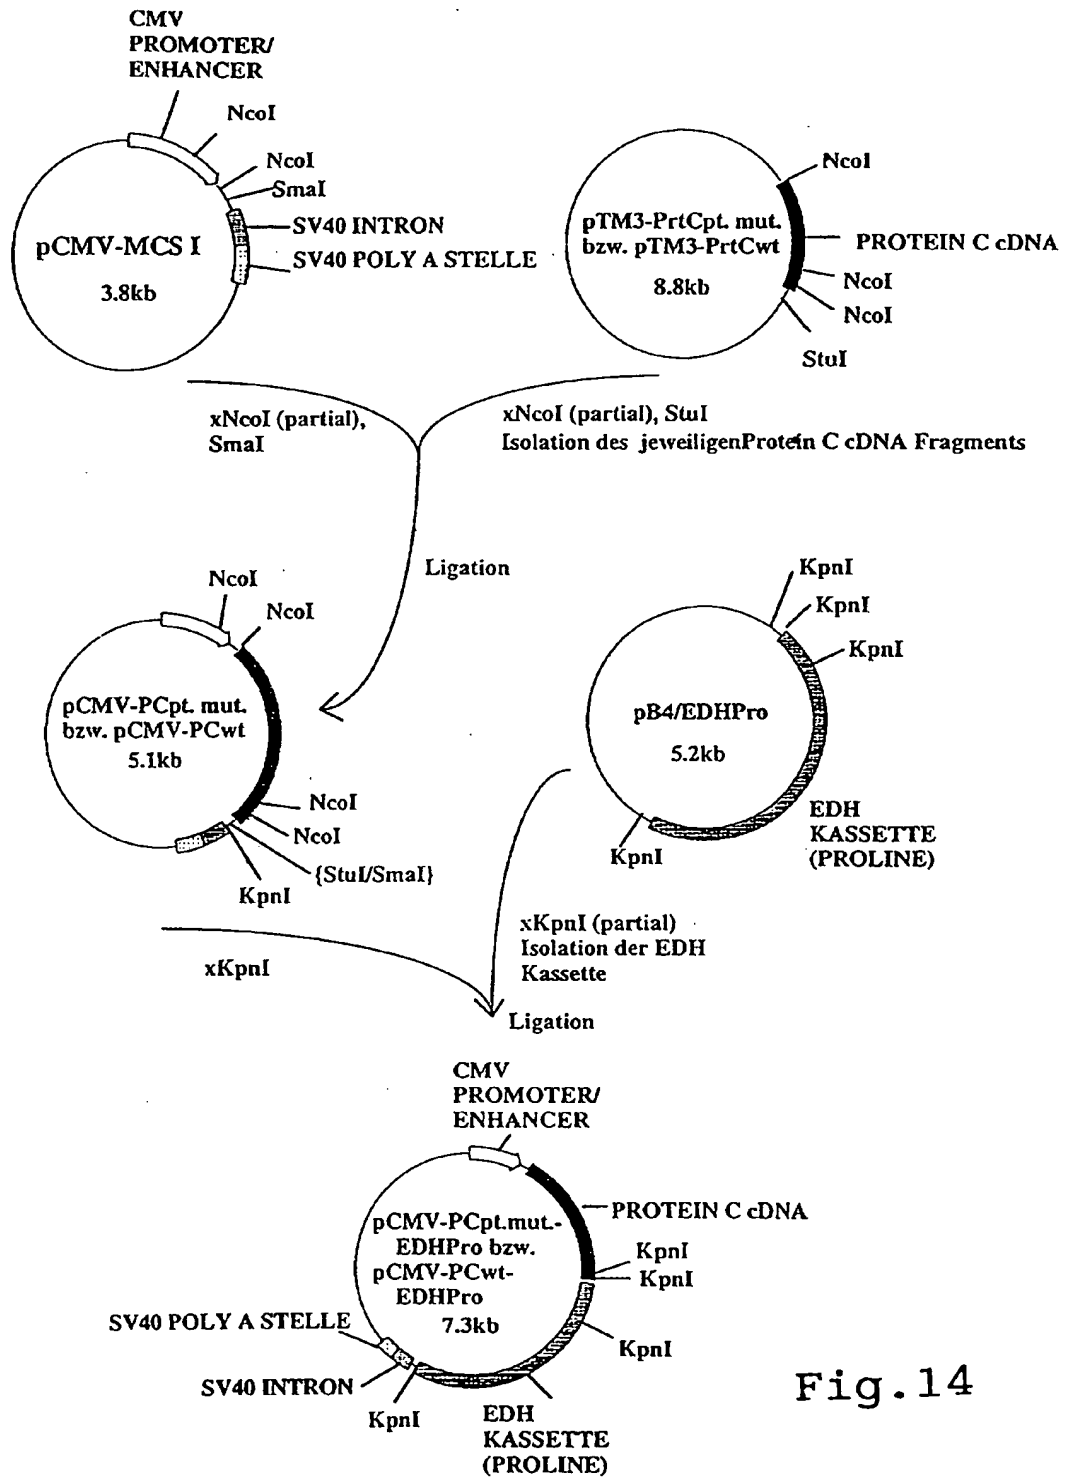 CMV
PROMOTER/
ENHANCER
NcoI
NcoI
SmaI
SV40 INTRON
SV40 POLY A STELLE
pCMV-MCS I
3.8kb
NcoI
pTM3-PrtCpt. mut.
bzw. pTM3-PrtCwt
8.8kb
PROTEIN C cDNA
NcoI
NcoI
StuI
xNcoI (partial),
SmaI
xNcoI (partial), StuI
Isolation des jeweiligenProtein C cDNA Fragments
Ligation
NcoI
NcoI
pCMV-PCpt. mut.
bzw. pCMV-PCwt
5.1kb
NcoI
NcoI
{StuI/SmaI}
KpnI
KpnI
KpnI
KpnI
pB4/EDHPro
5.2kb
EDH
KASSETTE
(PROLINE)
KpnI
xKpnI
xKpnI (partial)
Isolation der EDH
Kassette
Ligation
CMV
PROMOTER/
ENHANCER
pCMV-PCpt.mut.-
EDHPro bzw.
pCMV-PCwt-
EDHPro
7.3kb
PROTEIN C cDNA
KpnI
KpnI
KpnI
SV40 POLY A STELLE
SV40 INTRON
KpnI
EDH
KASSETTE
(PROLINE)
Fig.14